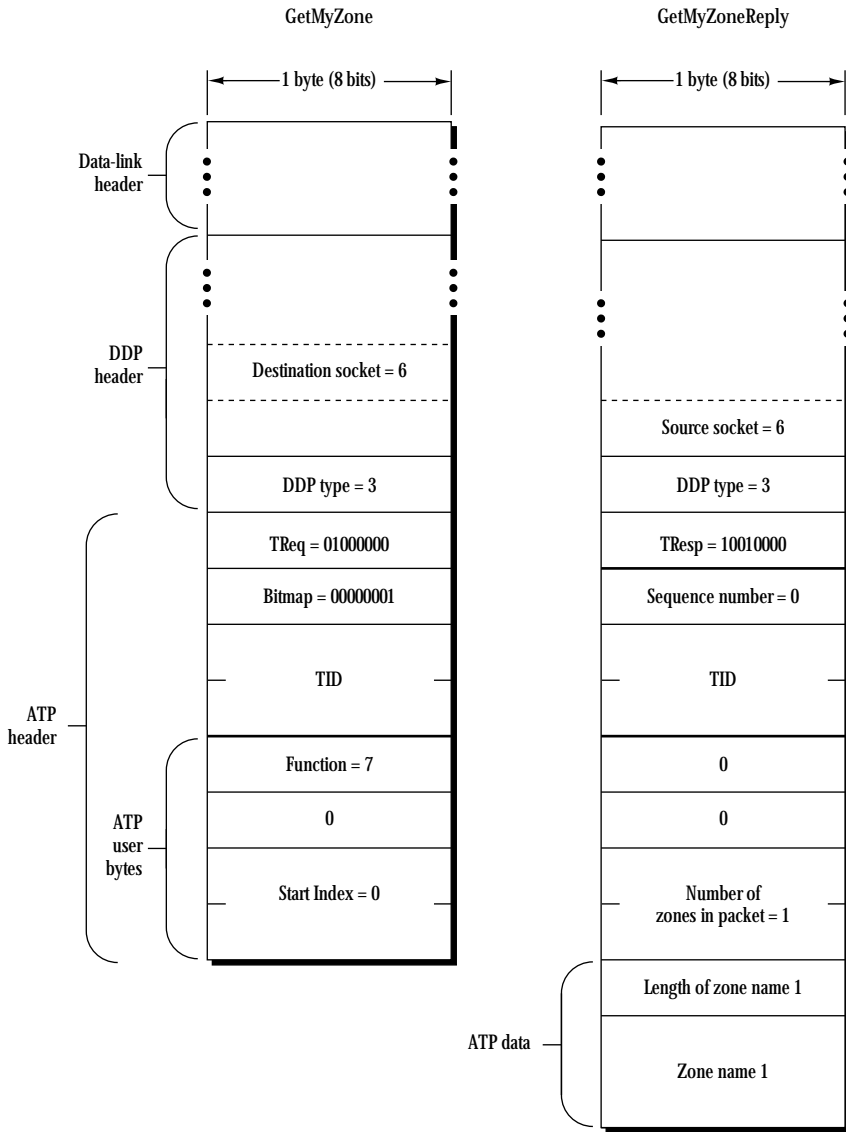 GetMyZone
GetMyZoneReply
1 byte (8 bits)
1 byte (8 bits)
Data-link
header
DDP
header
Destination socket = 6
Source socket = 6
DDP type = 3
DDP type = 3
TReq = 01000000
TResp = 10010000
Bitmap = 00000001
Sequence number = 0
TID
TID
ATP
header
Function = 7
0
ATP
user
bytes
0
0
Start Index = 0
Number of
zones in packet = 1
Length of zone name 1
ATP data
Zone name 1